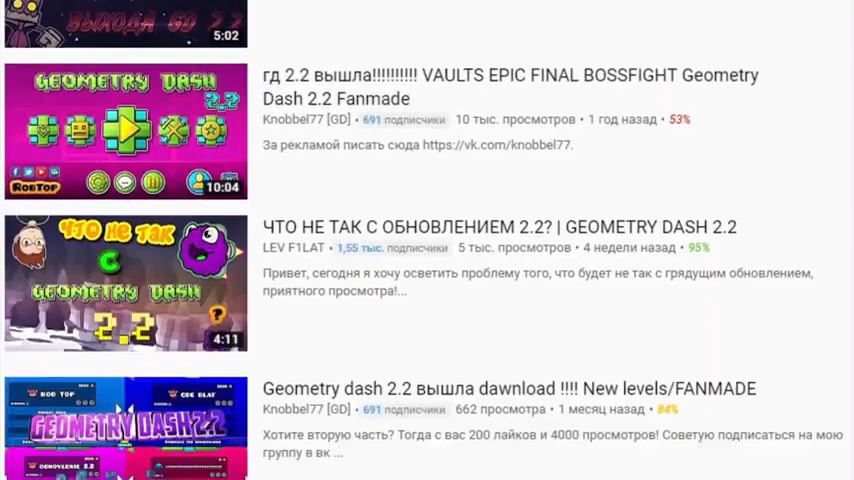 ВЫХОДА GD 2.2
5:02
GEOMETRY DASH
2.2
ROBTOP
10:04
гд 2.2 вышла!!!!!!!!!! VAULTS EPIC FINAL BOSSFIGHT Geometry
Dash 2.2 Fanmade
Knobbel77 [GD] • 691 подписчики 10 тыс. просмотров • 1 год назад • 53%
За рекламой писать сюда https://vk.com/knobbel77.
ЧТО НЕ ТАК
С
GEOMETRY DASH
2.2
?
4:11
ЧТО НЕ ТАК С ОБНОВЛЕНИЕМ 2.2? | GEOMETRY DASH 2.2
LEV F1LAT • 1,55 тыс. подписчики 5 тыс. просмотров • 4 недели назад • 95%
Привет, сегодня я хочу осветить проблему того, что будет не так с грядущим обновлением,
приятного просмотра!...
ROB TOP
GEOMETRY DASH 2.2
Geometry dash 2.2 вышла dawnload !!!! New levels/FANMADE
Knobbel77 [GD] • 691 подписчики 662 просмотра • 1 месяц назад • 84%
Хотите вторую часть? Тогда с вас 200 лайков и 4000 просмотров! Советую подписаться на мою
группу в вк ...